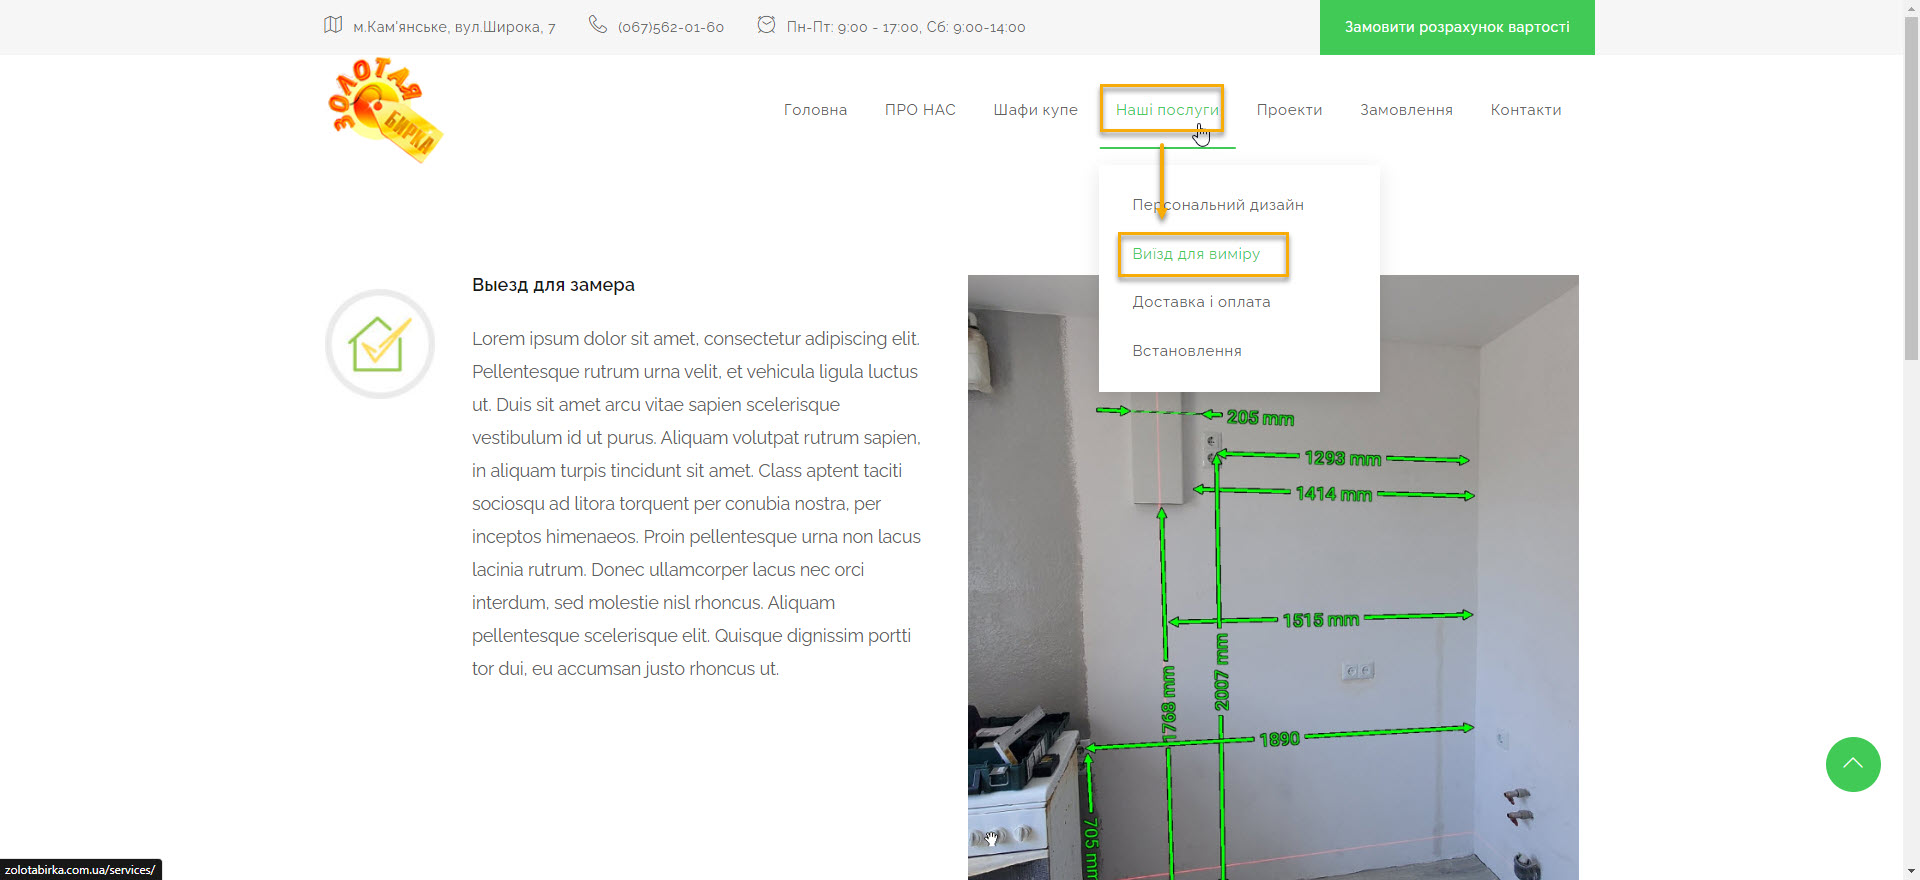 м.Кам'янське, вул.Широка, 7
(067)562-01-60
Пн-Пт: 9:00 - 17:00, Сб: 9:00-14:00
Замовити розрахунок вартості
ЗОЛОТАЯ
БИРКА
Головна
ПРО НАС
Шафи купе
Наші послуги
Проекти
Замовлення
Контакти
Персональний дизайн
Виїзд для виміру
Доставка і оплата
Встановлення
Выезд для замера
Lorem ipsum dolor sit amet, consectetur adipiscing elit.
Pellentesque rutrum urna velit, et vehicula ligula luctus
ut. Duis sit amet arcu vitae sapien scelerisque
vestibulum id ut purus. Aliquam volutpat rutrum sapien,
in aliquam turpis tincidunt sit amet. Class aptent taciti
sociosqu ad litora torquent per conubia nostra, per
inceptos himenaeos. Proin pellentesque urna non lacus
lacinia rutrum. Donec ullamcorper lacus nec orci
interdum, sed molestie nisl rhoncus. Aliquam
pellentesque scelerisque elit. Quisque dignissim portti
tor dui, eu accumsan justo rhoncus ut.
205 mm
1293 mm
1414 mm
1515 mm
2007 mm
1768 mm
1890
705 mm
zolotabirka.com.ua/services/